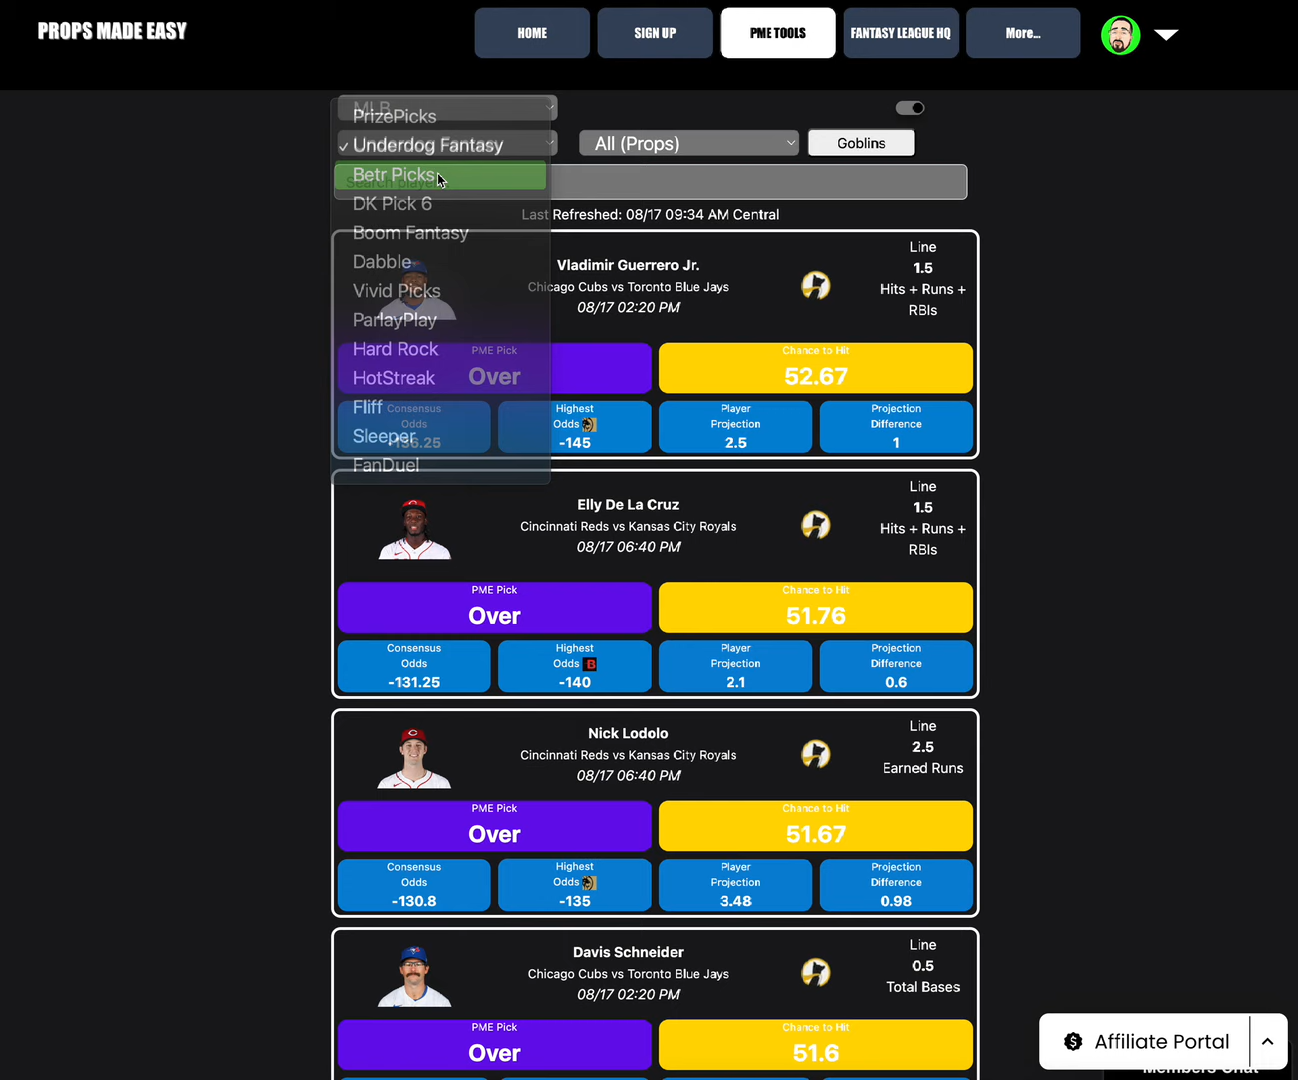 PROPS MADE EASY
HOME
SIGN UP
PME TOOLS
FANTASY LEAGUE HQ
More...
MLB
PrizePicks
✓ Underdog Fantasy
Betr Picks
DK Pick 6
Boom Fantasy
Dabble
Vivid Picks
ParlayPlay
Hard Rock
HotStreak
Fliff
Sleeper
FanDuel
All (Props)
Goblins
Last Refreshed: 08/17 09:34 AM Central
Vladimir Guerrero Jr.
Chicago Cubs vs Toronto Blue Jays
08/17 02:20 PM
Line
1.5
Hits + Runs +
RBIs
PME Pick
Over
Chance to Hit
52.67
Consensus
Odds
-136.25
Highest
Odds
-145
Player
Projection
2.5
Projection
Difference
1
Elly De La Cruz
Cincinnati Reds vs Kansas City Royals
08/17 06:40 PM
Line
1.5
Hits + Runs +
RBIs
PME Pick
Over
Chance to Hit
51.76
Consensus
Odds
-131.25
Highest
Odds B
-140
Player
Projection
2.1
Projection
Difference
0.6
Nick Lodolo
Cincinnati Reds vs Kansas City Royals
08/17 06:40 PM
Line
2.5
Earned Runs
PME Pick
Over
Chance to Hit
51.67
Consensus
Odds
-130.8
Highest
Odds
-135
Player
Projection
3.48
Projection
Difference
0.98
Davis Schneider
Chicago Cubs vs Toronto Blue Jays
08/17 02:20 PM
Line
0.5
Total Bases
PME Pick
Over
Chance to Hit
51.6
Affiliate Portal
Members Chat